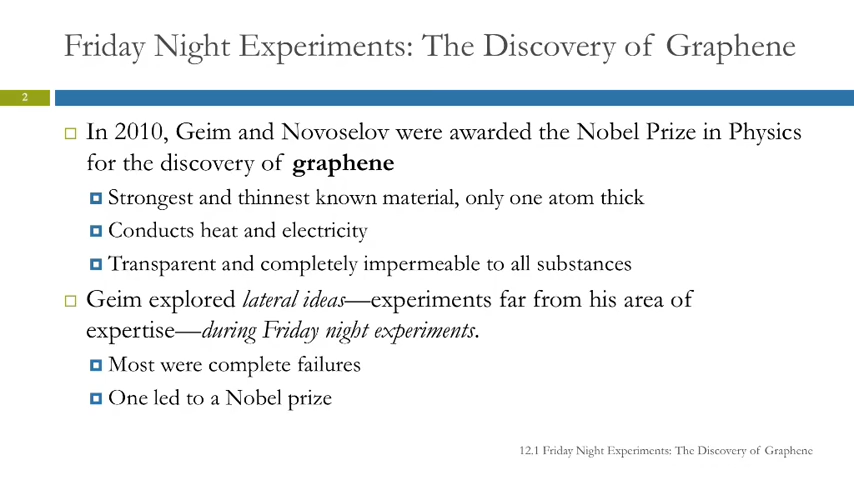 Friday Night Experiments: The Discovery of Graphene
2
In 2010, Geim and Novoselov were awarded the Nobel Prize in Physics
for the discovery of graphene
Strongest and thinnest known material, only one atom thick
Conducts heat and electricity
Transparent and completely impermeable to all substances
Geim explored lateral ideas—experiments far from his area of
expertise—during Friday night experiments.
Most were complete failures
One led to a Nobel prize
12.1 Friday Night Experiments: The Discovery of Graphene